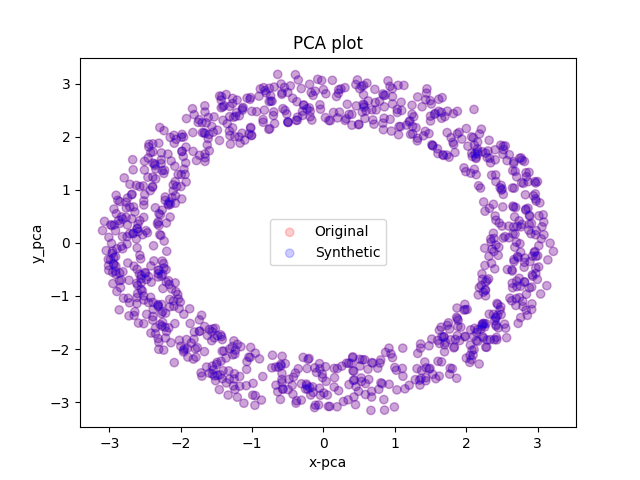 PCA plot
y_pca
3
2
1
0
−1
−2
−3
Original
Synthetic
−3 −2 −1 0 1 2 3
x-pca